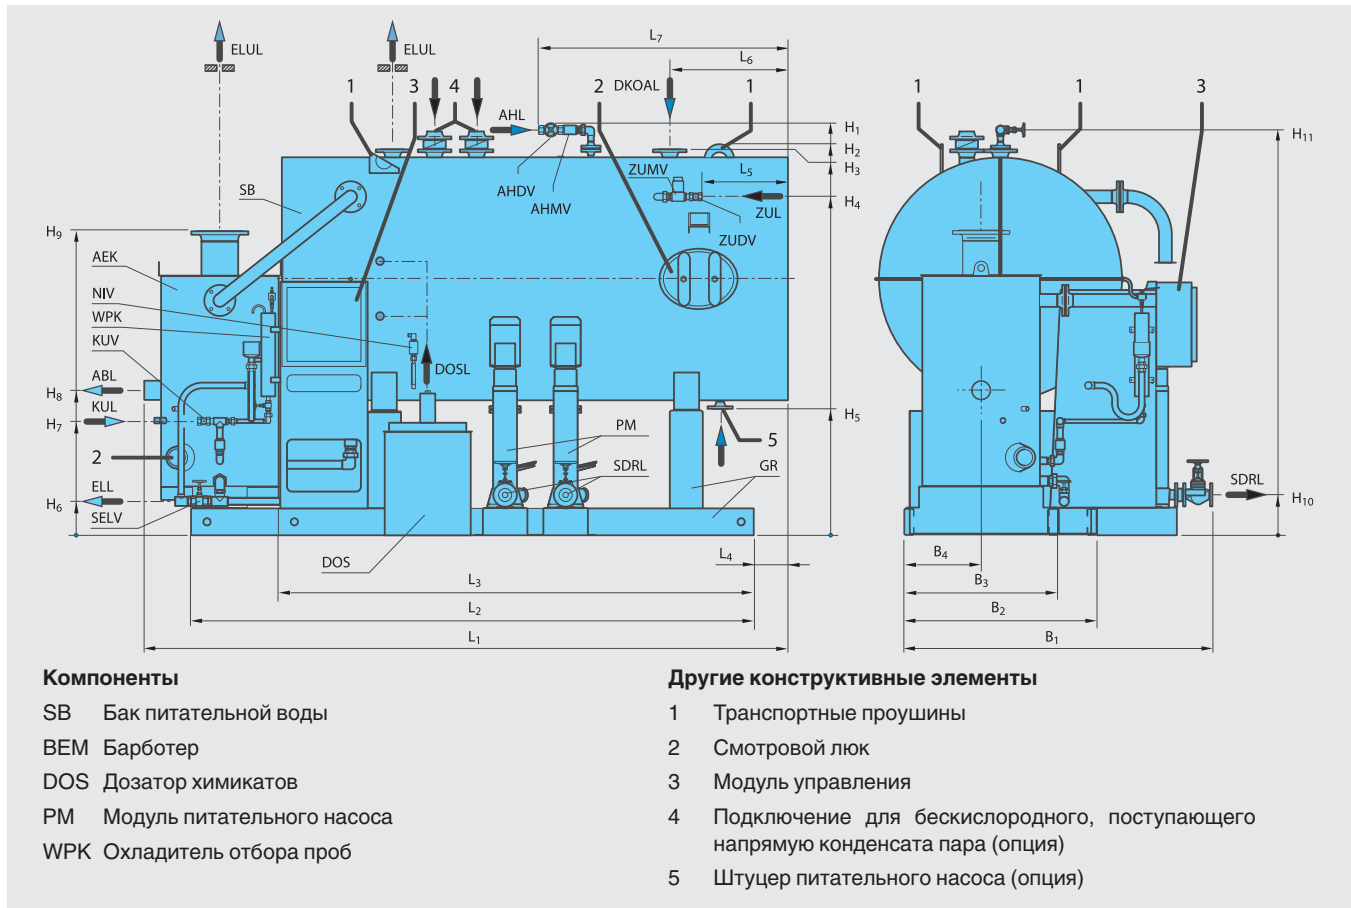 ELUL
ELUL
L7
L6
1
3
4
2
DKOAL
1
1
1
3
AHL
H1
H2
H3
H4
H11
SB
AHDV
AHMV
ZUMV
L5
ZUL
ZUDV
H9
AEK
NIV
WPK
KUV
ABL
H8
KUL
H7
DOSL
H5
PM
5
2
ELL
SDRL
GR
SDRL
H6
H10
SELV
DOS
L4
B4
L3
B3
L2
B2
L1
B1
Компоненты
SB Бак питательной воды
BEM Барботер
DOS Дозатор химикатов
PM Модуль питательного насоса
WPK Охладитель отбора проб
Другие конструктивные элементы
1 Транспортные проушины
2 Смотровой люк
3 Модуль управления
4 Подключение для бескислородного, поступающего
напрямую конденсата пара (опция)
5 Штуцер питательного насоса (опция)